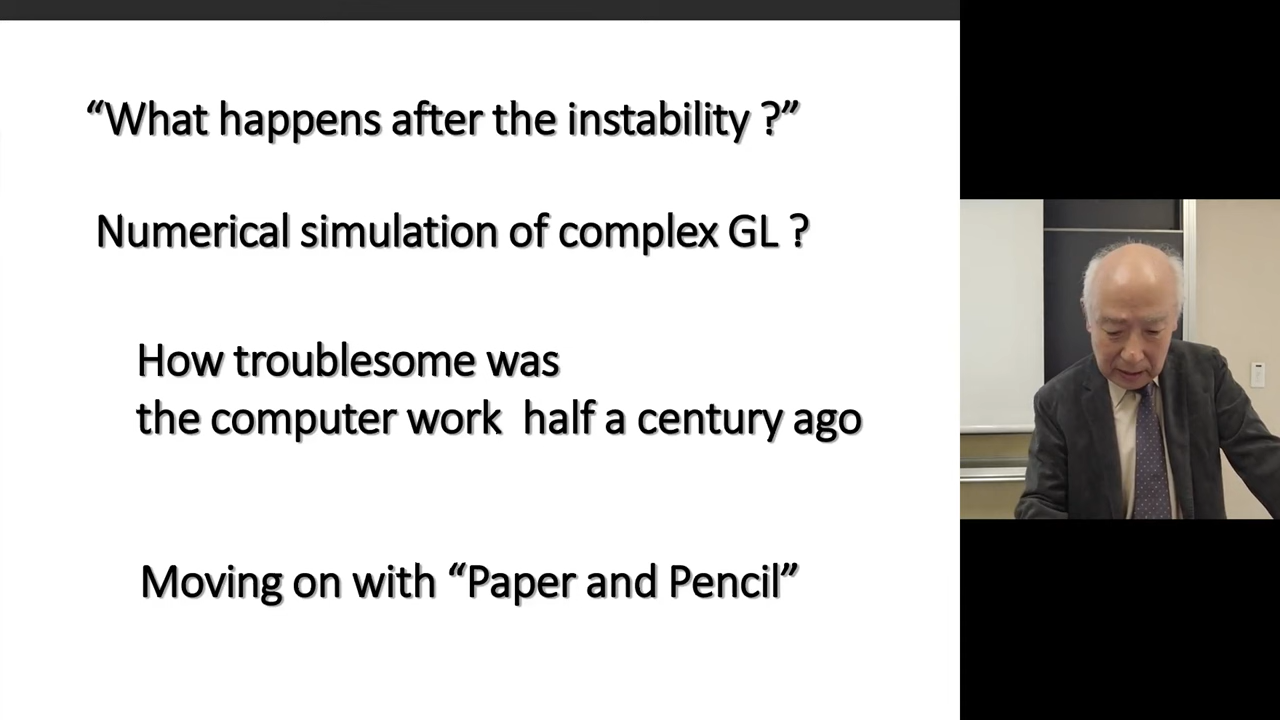 “What happens after the instability ?”
Numerical simulation of complex GL ?
How troublesome was
the computer work half a century ago
Moving on with “Paper and Pencil”